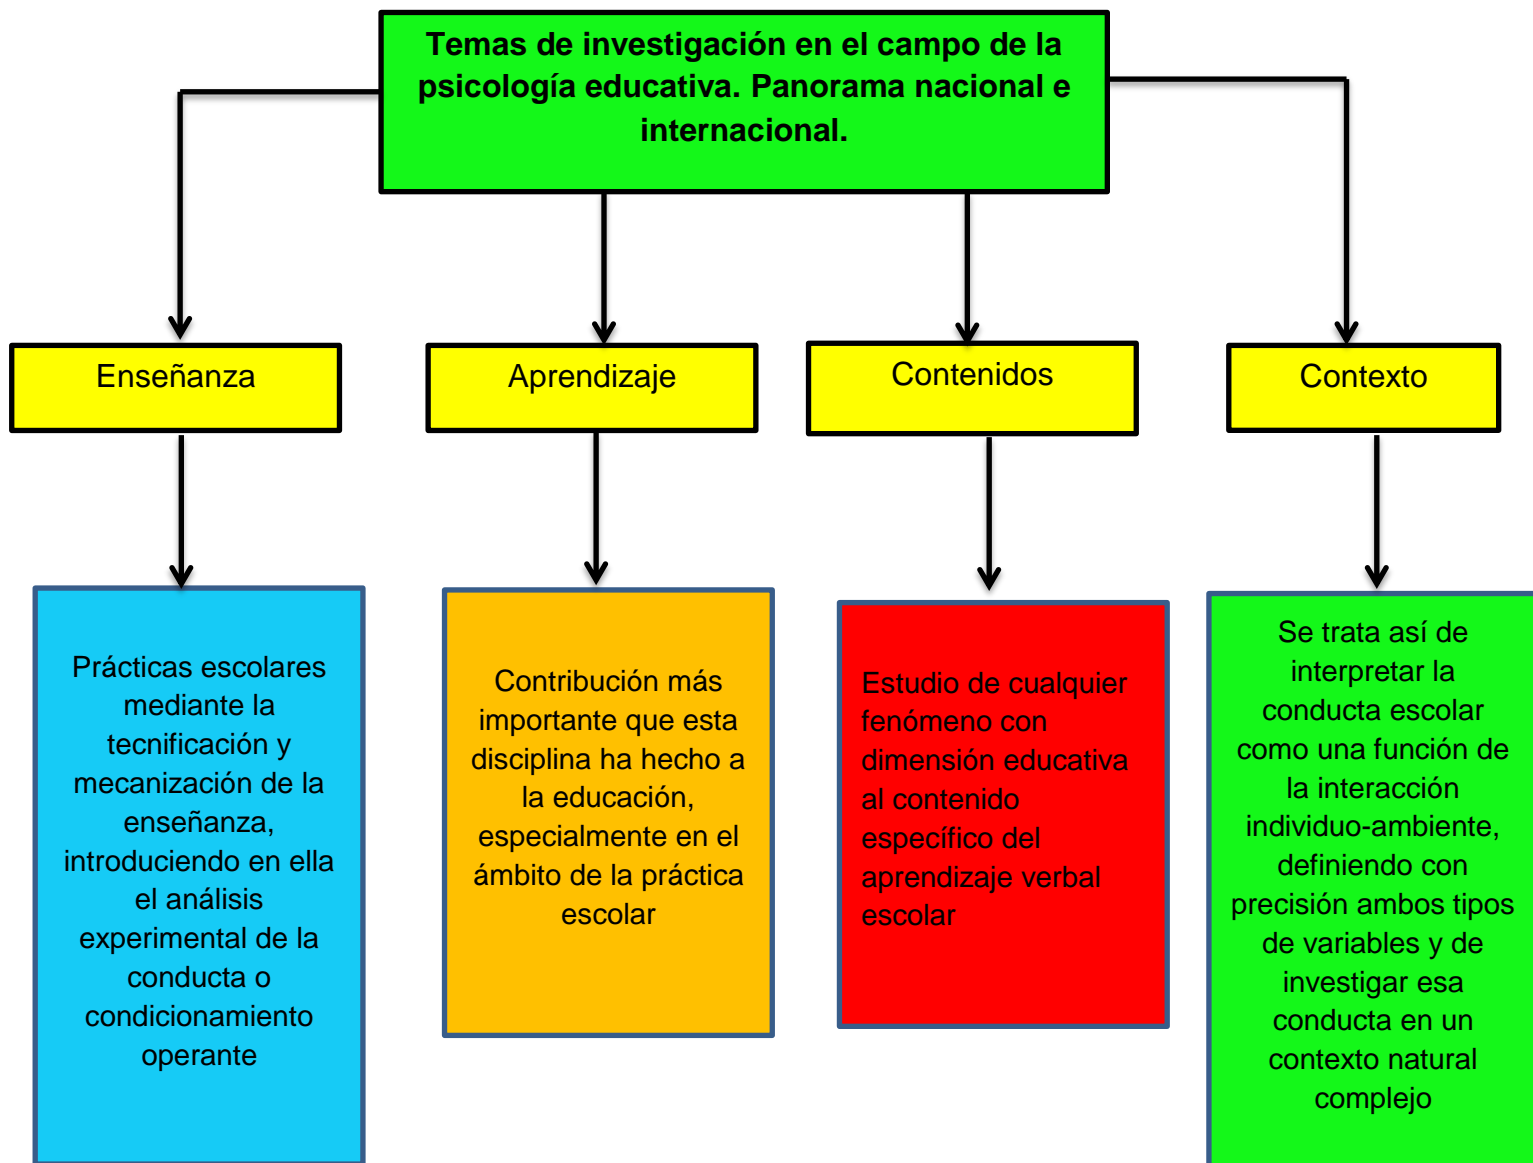 Temas de investigación en el campo de la
psicología educativa. Panorama nacional e
internacional.
Enseñanza
Aprendizaje
Contenidos
Contexto
Prácticas escolares
mediante la
tecnificación y
mecanización de la
enseñanza,
introduciendo en ella
el análisis
experimental de la
conducta o
condicionamiento
operante
Contribución más
importante que esta
disciplina ha hecho a
la educación,
especialmente en el
ámbito de la práctica
escolar
Estudio de cualquier
fenómeno con
dimensión educativa
al contenido
específico del
aprendizaje verbal
escolar
Se trata así de
interpretar la
conducta escolar
como una función de
la interacción
individuo-ambiente,
definiendo con
precisión ambos tipos
de variables y de
investigar esa
conducta en un
contexto natural
complejo